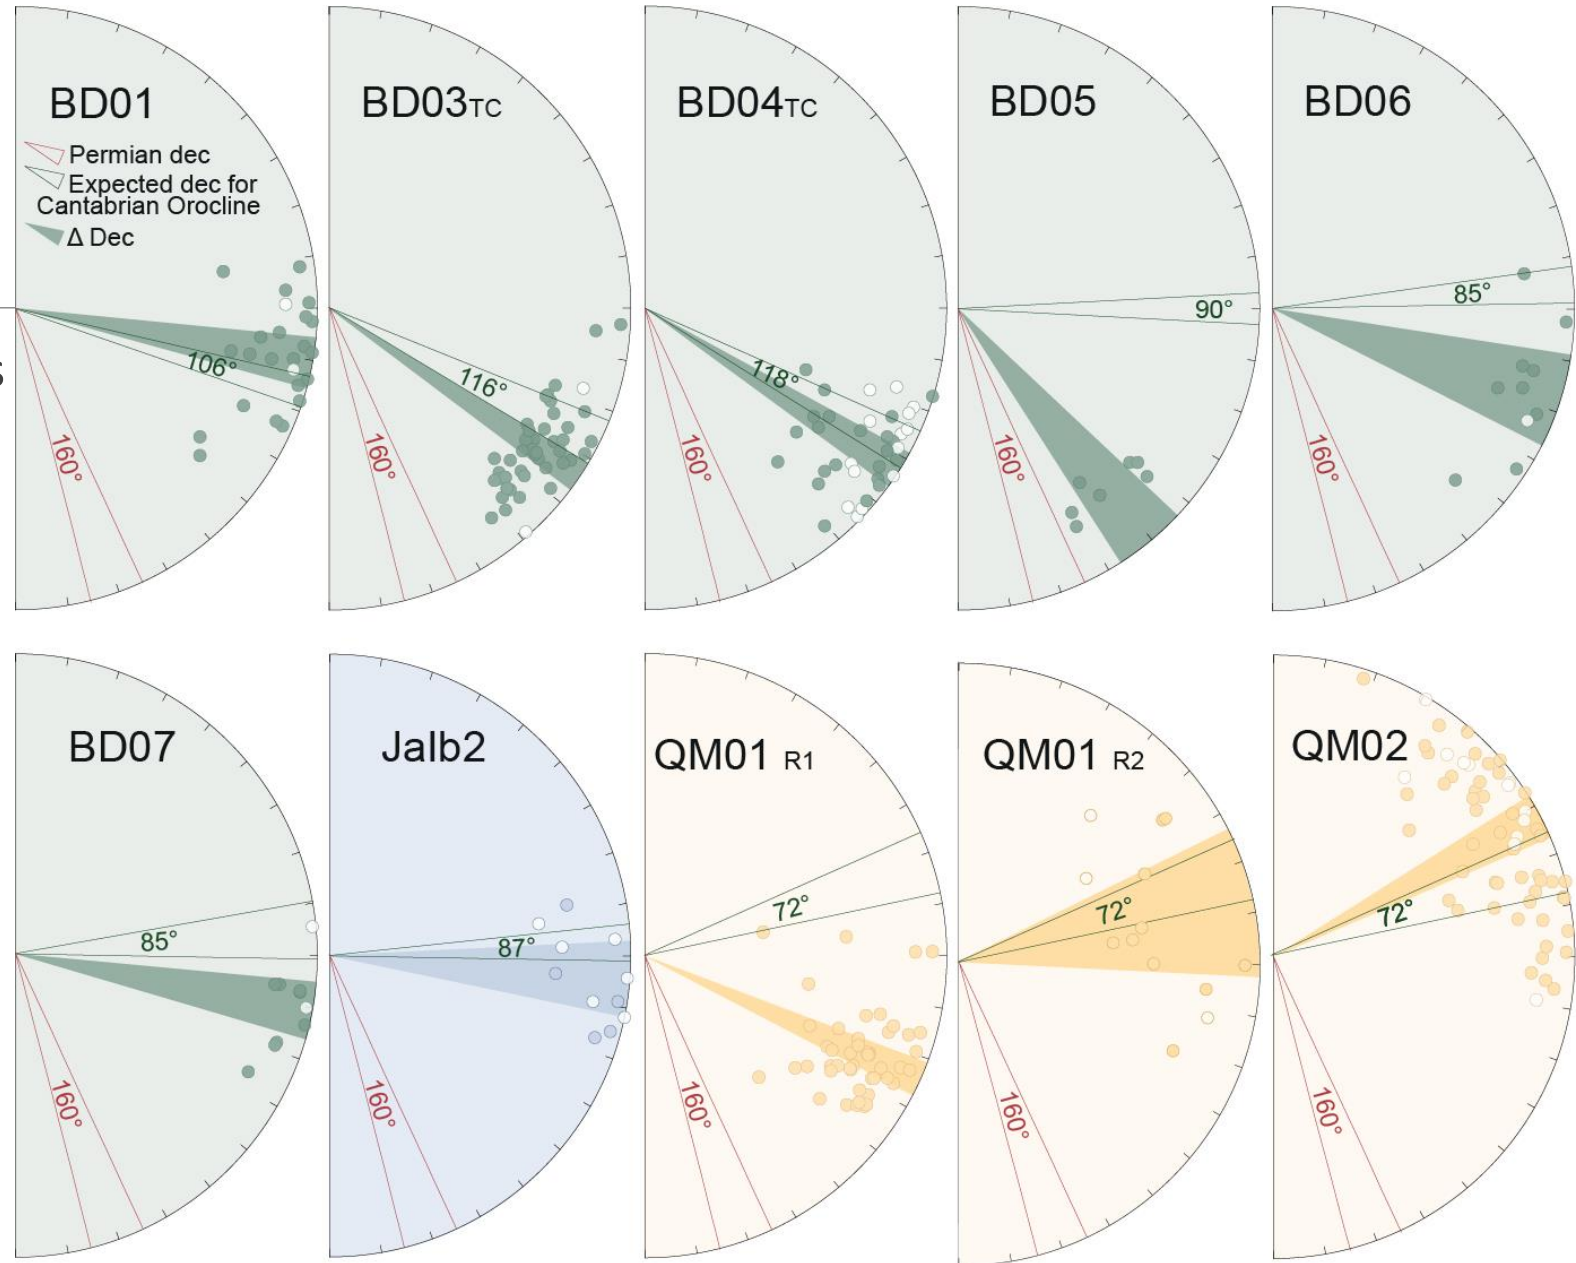 BD01
Permian dec
Expected dec for
Cantabrian Orocline
Δ Dec
106°
160°
BD03TC
116°
160°
BD04TC
118°
160°
BD05
90°
160°
BD06
85°
160°
S
BD07
85°
160°
Jalb2
87°
160°
QM01 R1
72°
160°
QM01 R2
72°
160°
QM02
72°
160°